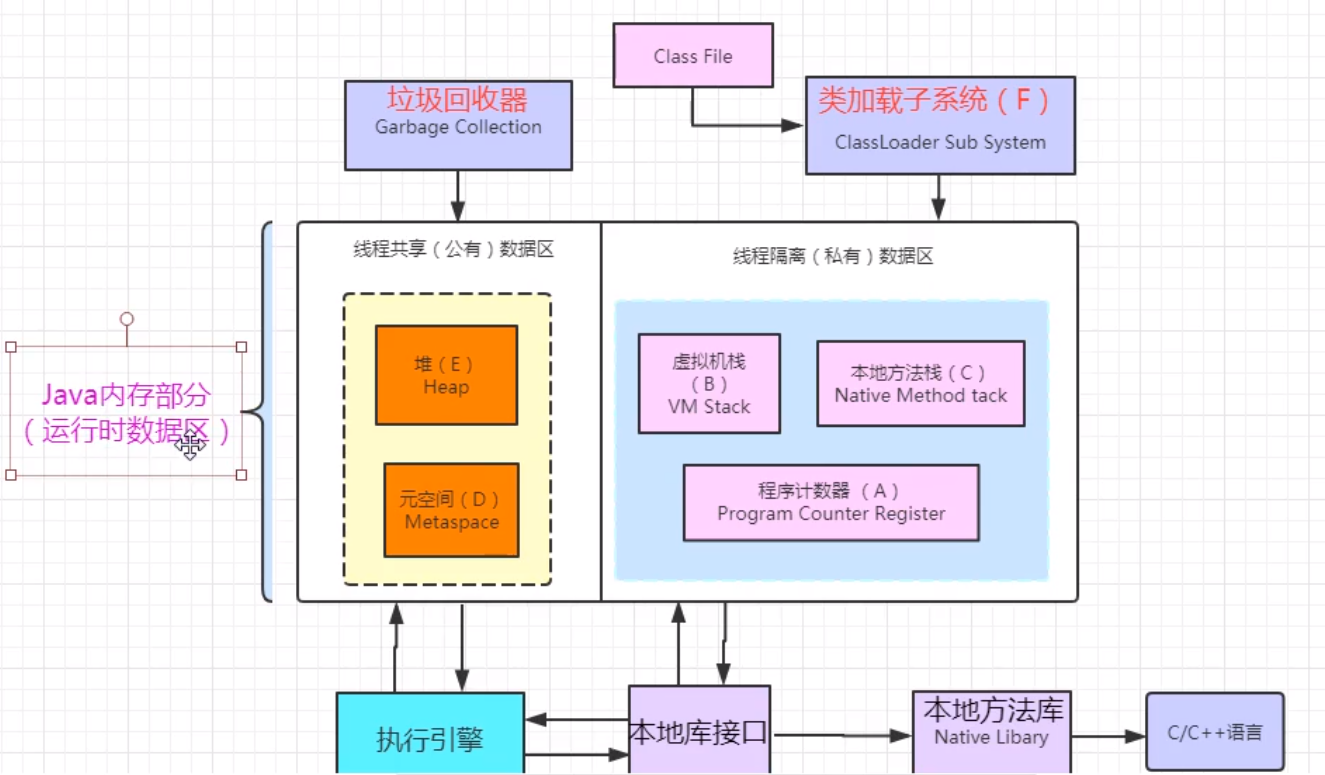 Class File
垃圾回收器
Garbage Collection
类加载子系统（F）
ClassLoader Sub System
线程共享（公有）数据区
线程隔离（私有）数据区
堆（E）
Heap
元空间（D）
Metaspace
虚拟机栈
（B）
VM Stack
本地方法栈（C）
Native Method tack
程序计数器 （A）
Program Counter Register
Java内存部分
（运行时数据区）
执行引擎
本地库接口
本地方法库
Native Libary
C/C++语言